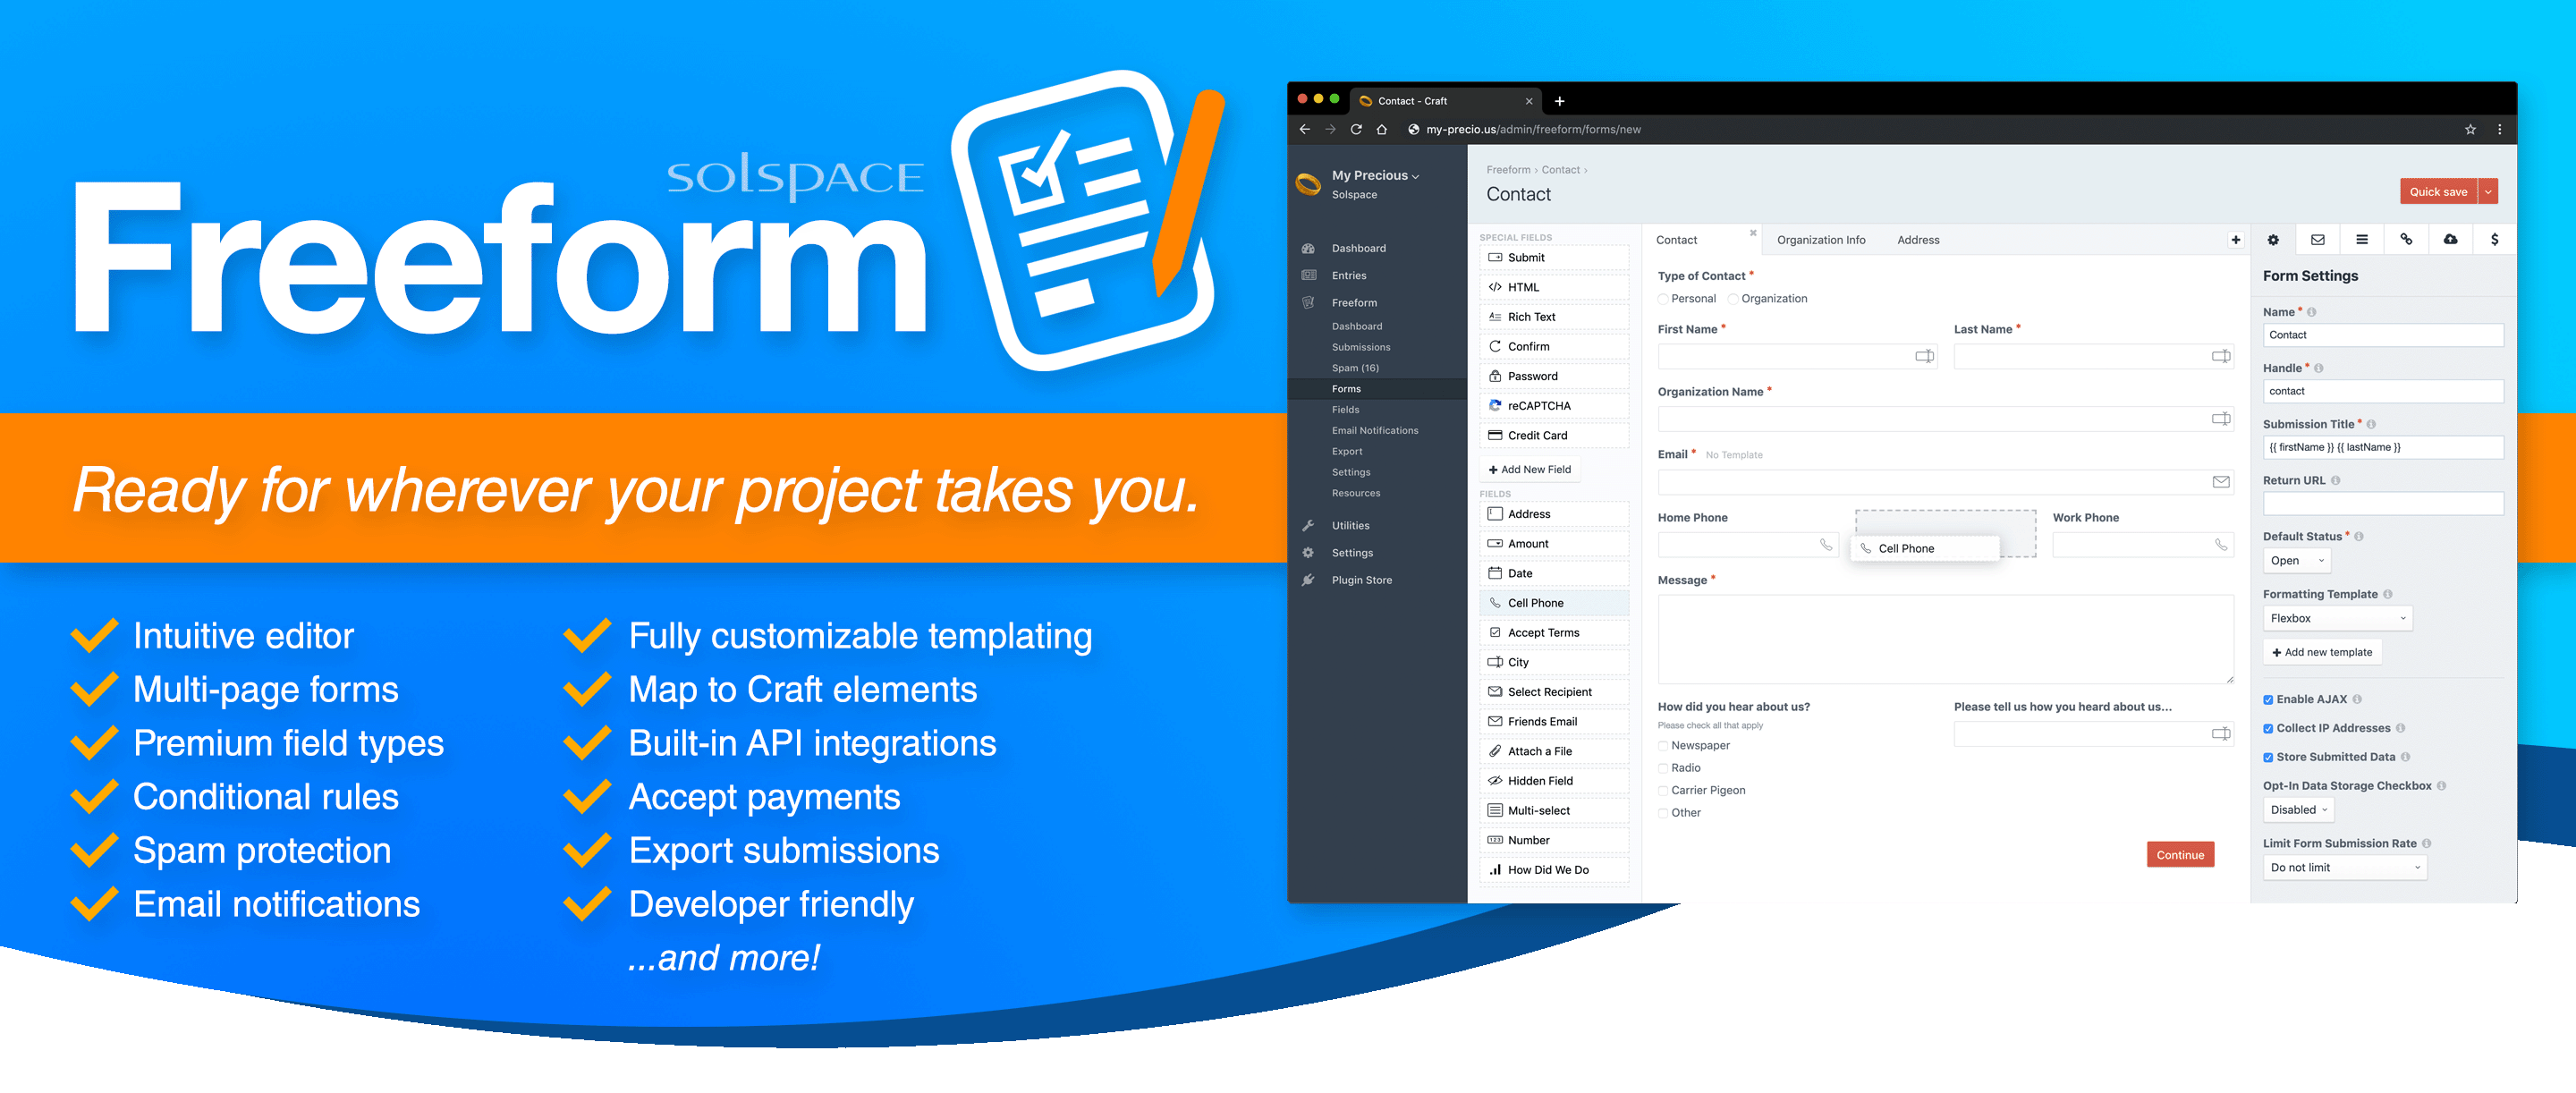 solspace
Freeform
Ready for wherever your project takes you.
Intuitive editor
Multi-page forms
Premium field types
Conditional rules
Spam protection
Email notifications
Fully customizable templating
Map to Craft elements
Built-in API integrations
Accept payments
Export submissions
Developer friendly
...and more!
Contact - Craft
my-precio.us/admin/freeform/forms/new
My Precious
Solspace
Dashboard
Entries
Freeform
Dashboard
Submissions
Spam (16)
Forms
Fields
Email Notifications
Export
Settings
Resources
Utilities
Settings
Plugin Store
Freeform › Contact ›
Contact
Quick save
SPECIAL FIELDS
Submit
HTML
Rich Text
Confirm
Password
reCAPTCHA
Credit Card
+ Add New Field
FIELDS
Address
Amount
Date
Cell Phone
Accept Terms
City
Select Recipient
Friends Email
Attach a File
Hidden Field
Multi-select
Number
How Did We Do
Contact Organization Info Address
Type of Contact *
Personal Organization
First Name * Last Name *
Organization Name *
Email * No Template
Home Phone Work Phone
Cell Phone
Message *
How did you hear about us? Please tell us how you heard about us...
Please check all that apply
Newspaper
Radio
Carrier Pigeon
Other
Continue
Form Settings
Name *
Contact
Handle *
contact
Submission Title *
{{ firstName }} {{ lastName }}
Return URL
Default Status *
Open
Formatting Template
Flexbox
+ Add new template
Enable AJAX
Collect IP Addresses
Store Submitted Data
Opt-In Data Storage Checkbox
Disabled
Limit Form Submission Rate
Do not limit